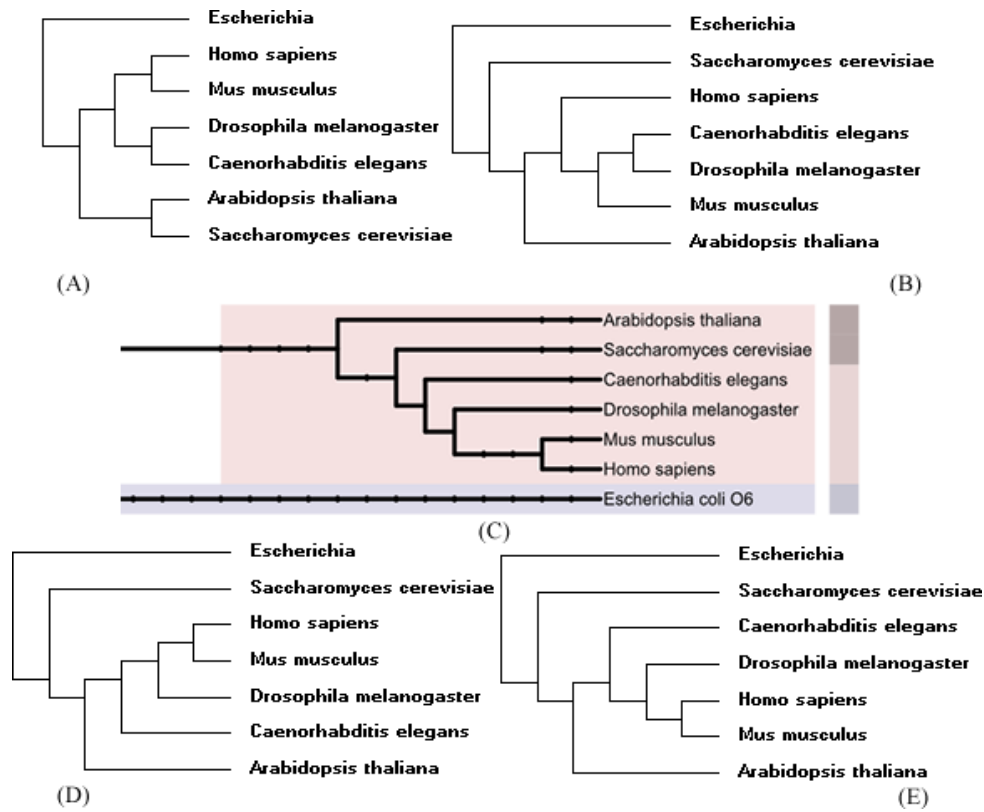 Escherichia
Homo sapiens
Mus musculus
Drosophila melanogaster
Caenorhabditis elegans
Arabidopsis thaliana
Saccharomyces cerevisiae
(A)
Escherichia
Saccharomyces cerevisiae
Homo sapiens
Caenorhabditis elegans
Drosophila melanogaster
Mus musculus
Arabidopsis thaliana
(B)
Arabidopsis thaliana
Saccharomyces cerevisiae
Caenorhabditis elegans
Drosophila melanogaster
Mus musculus
Homo sapiens
Escherichia coli O6
(C)
Escherichia
Saccharomyces cerevisiae
Homo sapiens
Mus musculus
Drosophila melanogaster
Caenorhabditis elegans
Arabidopsis thaliana
(D)
Escherichia
Saccharomyces cerevisiae
Caenorhabditis elegans
Drosophila melanogaster
Homo sapiens
Mus musculus
Arabidopsis thaliana
(E)